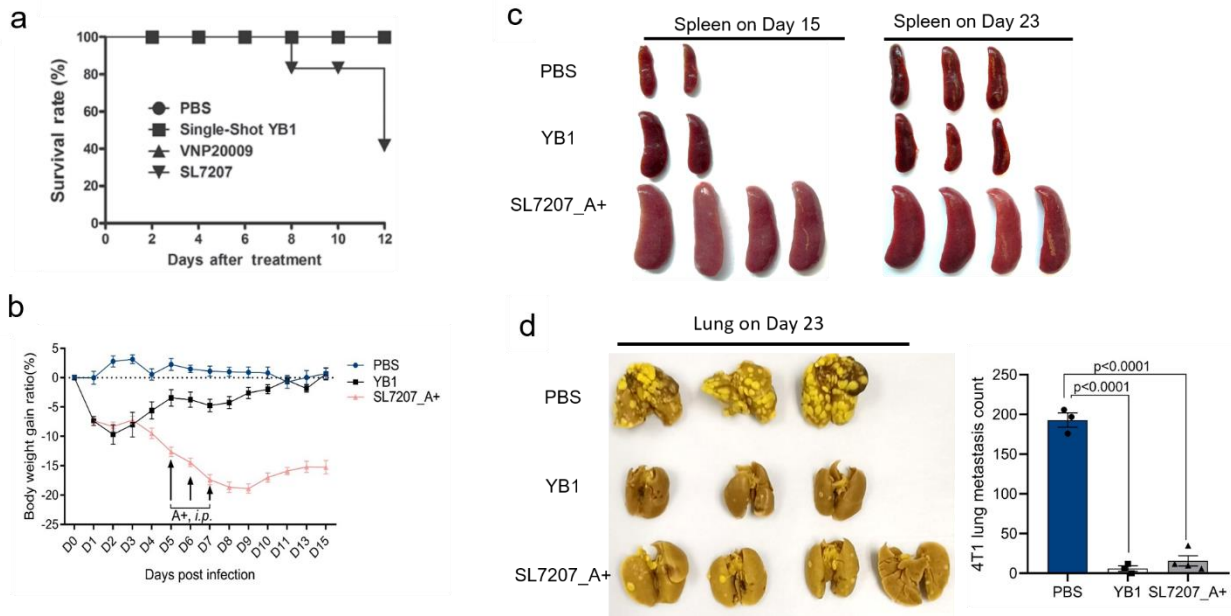 a
Survival rate (%)
100
80
60
40
20
0
PBS
Single-Shot YB1
VNP20009
SL7207
0 2 4 6 8 10 12
Days after treatment
b
Body weight gain ratio(%)
5
0
-5
-10
-15
-20
-25
PBS
YB1
SL7207_A+
A+, i.p.
D0 D1 D2 D3 D4 D5 D6 D7 D8 D9 D10 D11 D13 D15
Days post infection
c
Spleen on Day 15
Spleen on Day 23
PBS
YB1
SL7207_A+
d
Lung on Day 23
PBS
YB1
SL7207_A+
4T1 lung metastasis count
250
200
150
100
50
0
p<0.0001
p<0.0001
PBS YB1 SL7207_A+